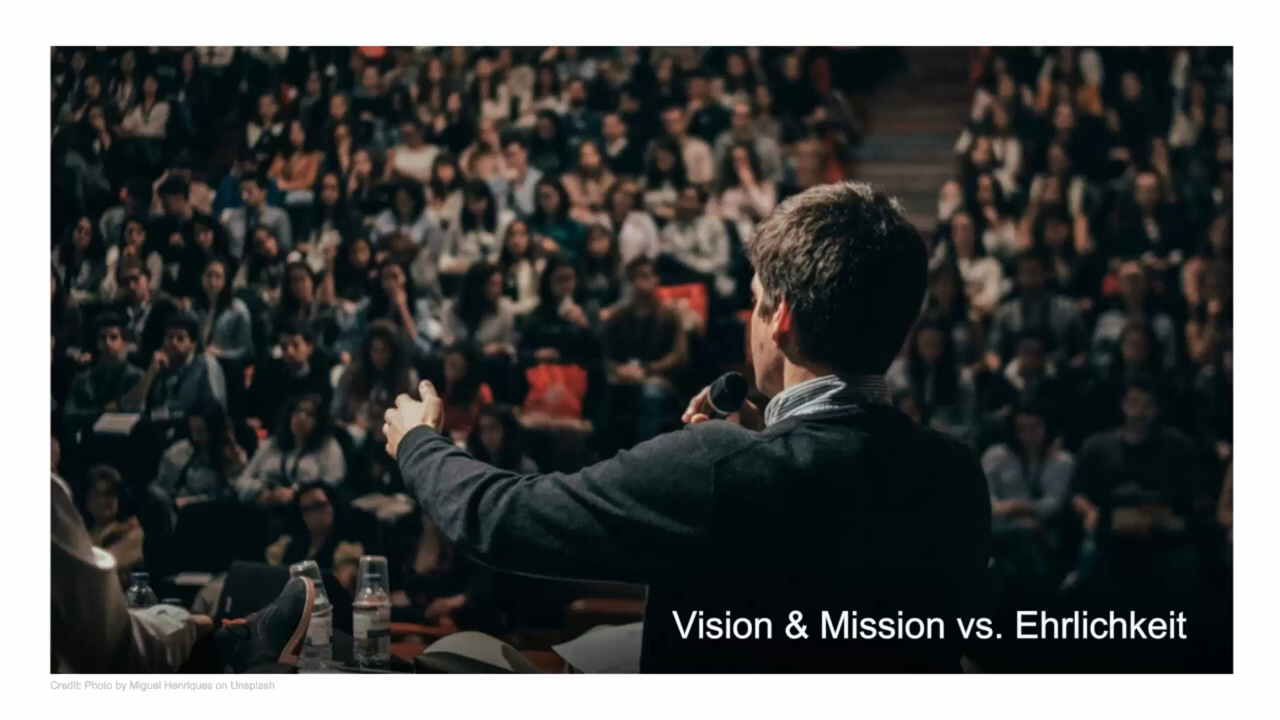 Vision & Mission vs. Ehrlichkeit
Credit: Photo by Miguel Henriques on Unsplash